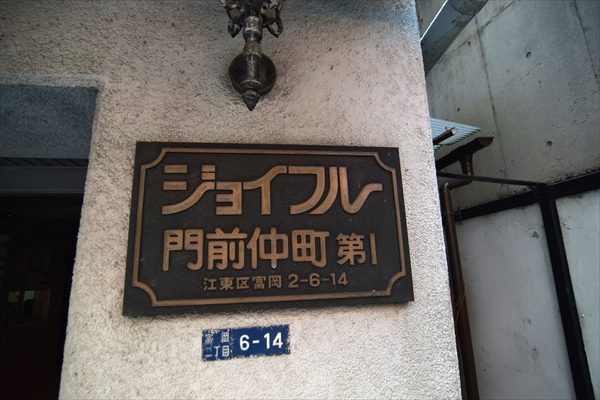 ジョイフル
門前仲町 第1
江東区富岡 2-6-14
富岡
二丁目 6-14